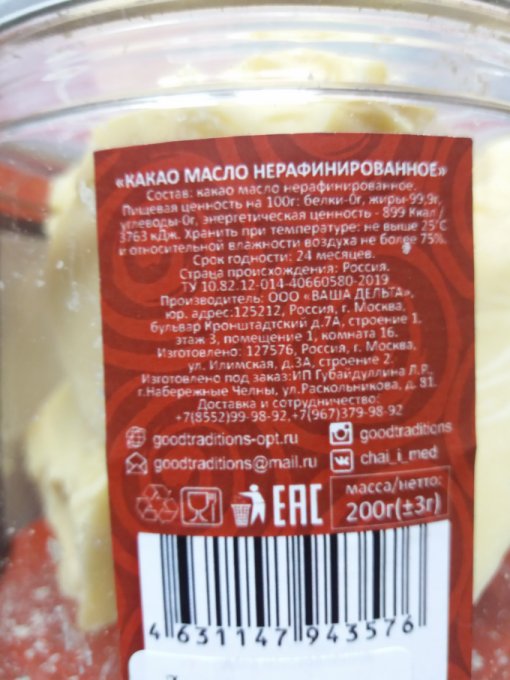 «КАКАО МАСЛО НЕРАФИНИРОВАННОЕ»
Состав: какао масло нерафинированное.
Пищевая ценность на 100г: белки-0г, жиры-99,9г,
углеводы-0г, энергетическая ценность - 899 Ккал/
3763 кДж. Хранить при температуре: не выше 25°С
и относительной влажности воздуха не более 75%.
Срок годности: 24 месяцев.
Страна происхождения: Россия.
ТУ 10.82.12-014-40660580-2019
Производитель: ООО «ВАША ДЕЛЬТА»,
юр. адрес:125212, Россия, г. Москва,
бульвар Кронштадтский д.7А, строение 1.
этаж 3, помещение 1, комната 16.
Изготовлено: 127576, Россия, г. Москва,
ул. Илимская, д.3А, строение 2.
Изготовлено под заказ:ИП Губайдуллина Л.Р.,
г.Набережные Челны, ул.Раскольникова, д. 81.
Доставка и сотрудничество:
+7(8552)99-98-92,+7(967)379-98-92
goodtraditions-opt.ru goodtraditions
goodtraditions@mail.ru chai_i_med
EAC масса/нетто:
200г(±3г)
4 631147 943576